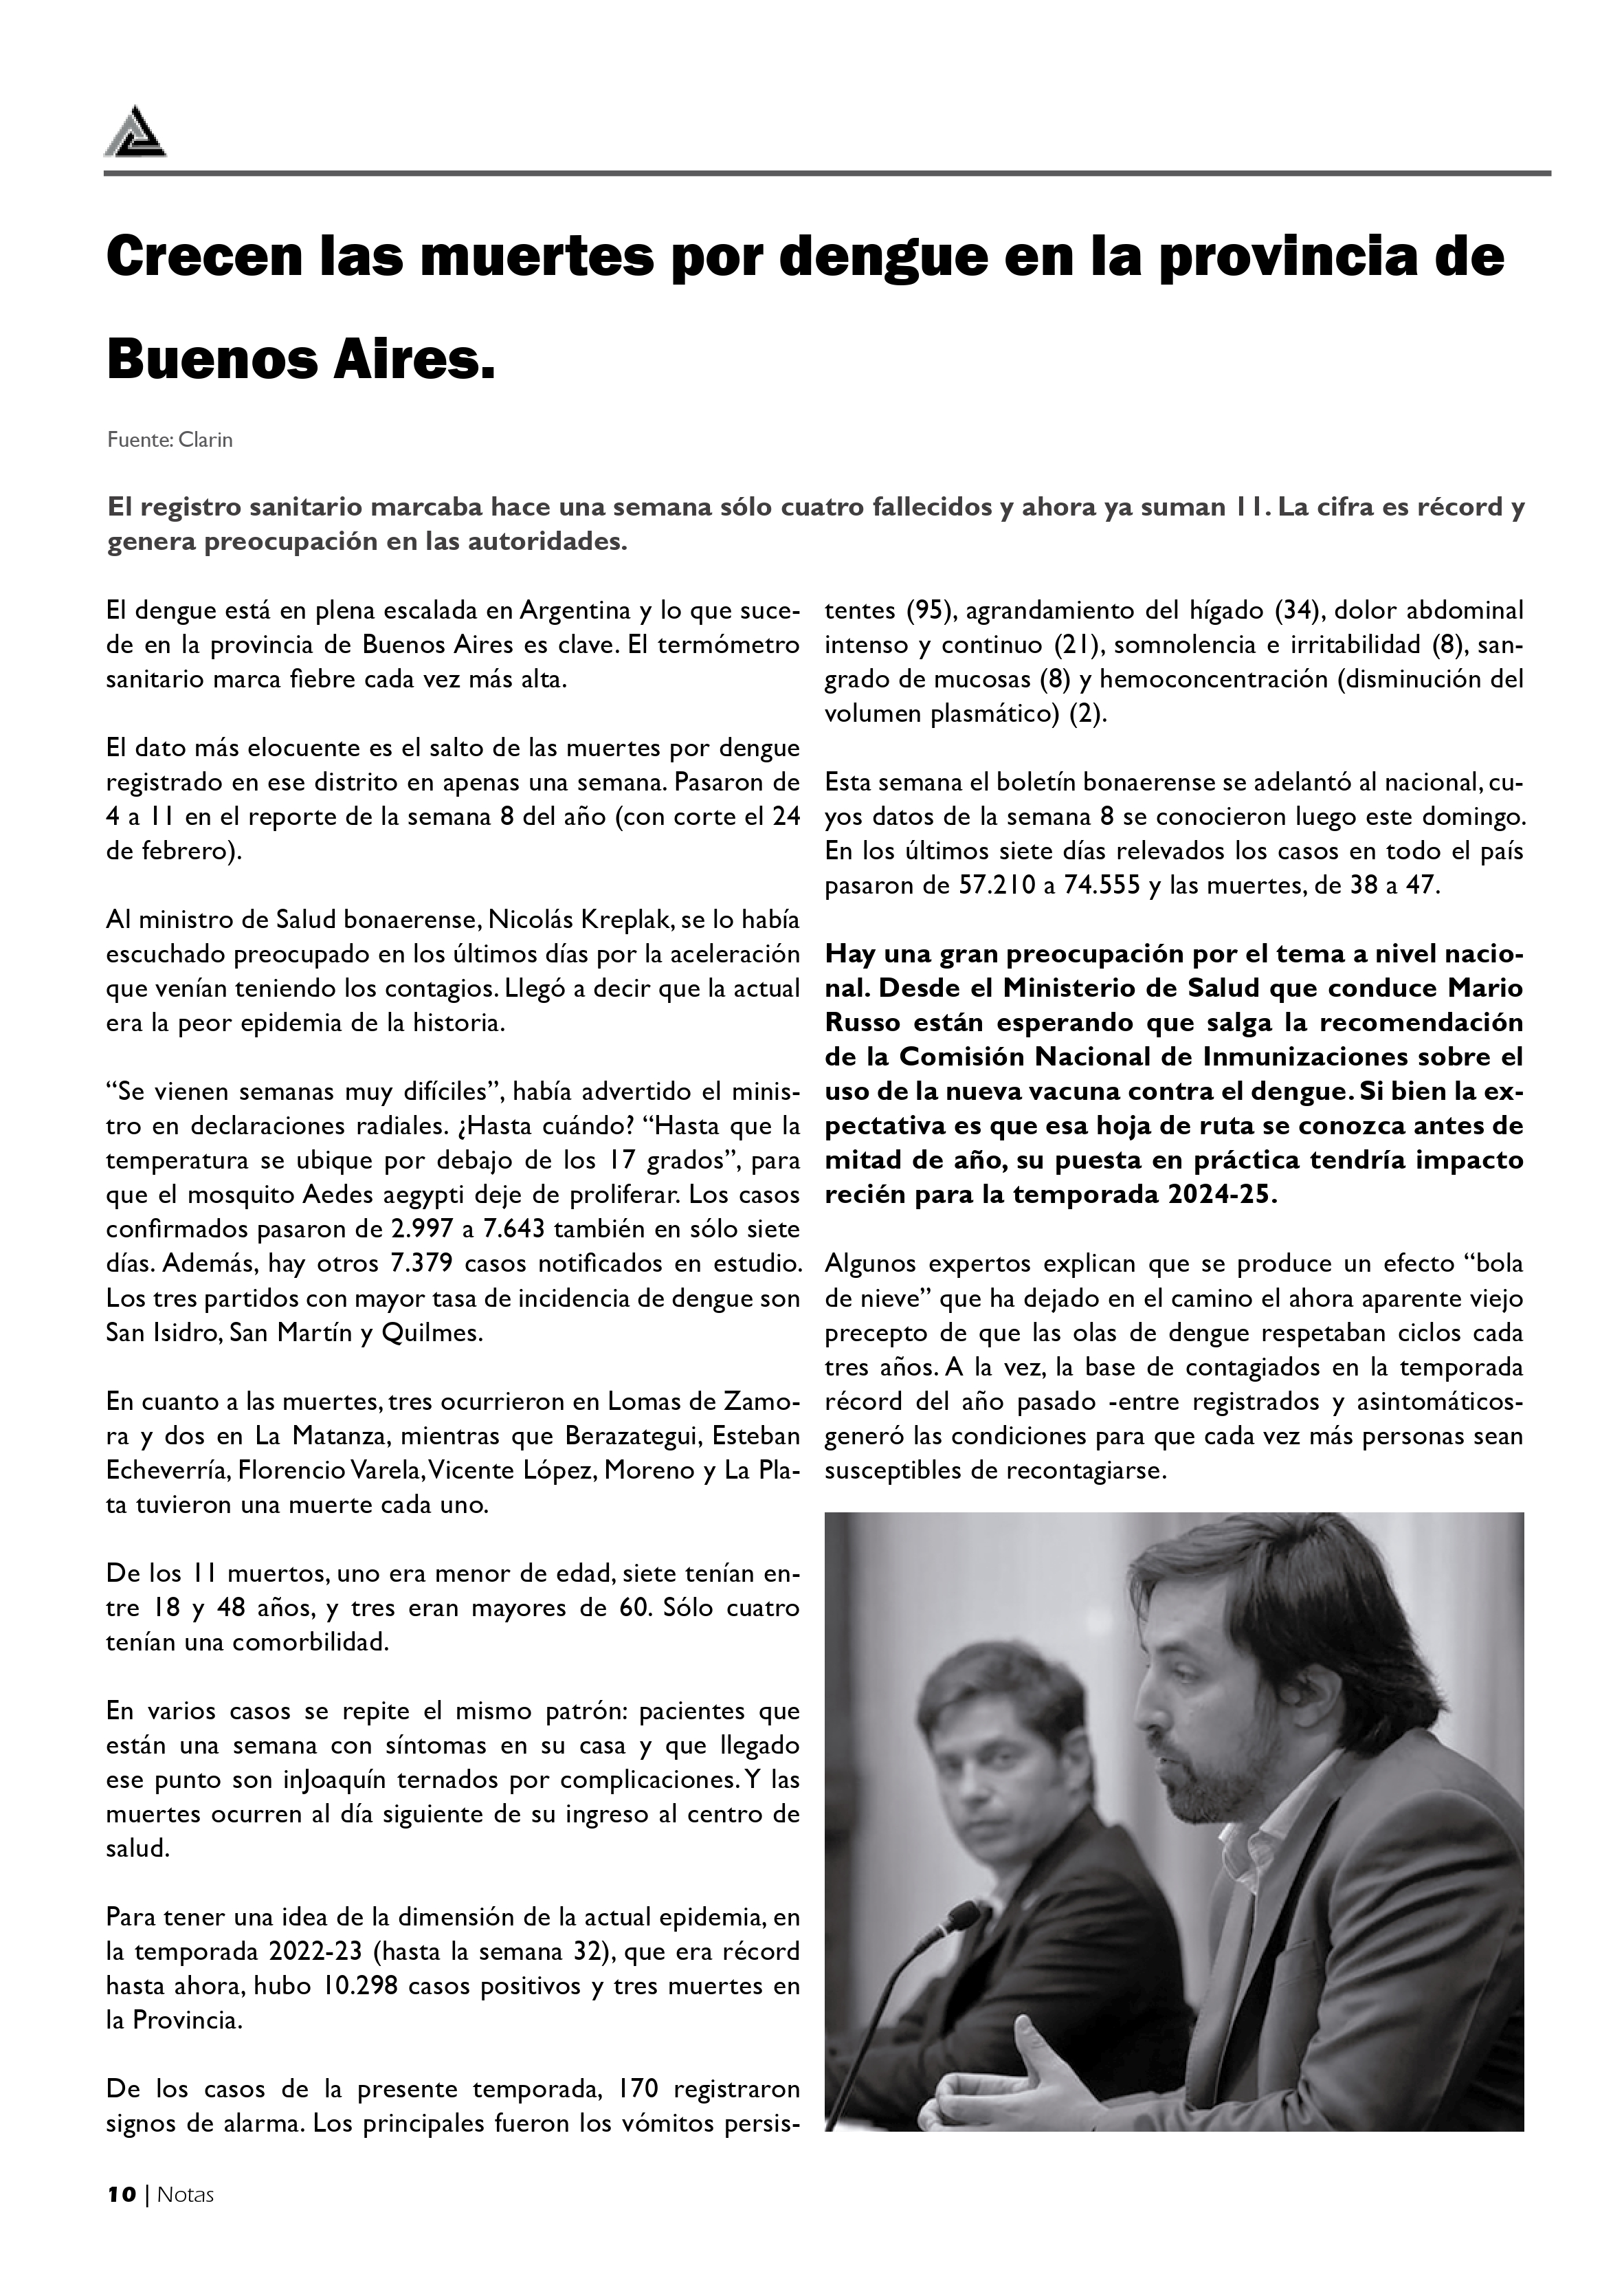 Crecen las muertes por dengue en la provincia de
Buenos Aires.
Fuente: Clarin
El registro sanitario marcaba hace una semana sólo cuatro fallecidos y ahora ya suman 11. La cifra es récord y
genera preocupación en las autoridades.
El dengue está en plena escalada en Argentina y lo que suce-
de en la provincia de Buenos Aires es clave. El termómetro
sanitario marca fiebre cada vez más alta.
El dato más elocuente es el salto de las muertes por dengue
registrado en ese distrito en apenas una semana. Pasaron de
4 a 11 en el reporte de la semana 8 del año (con corte el 24
de febrero).
Al ministro de Salud bonaerense, Nicolás Kreplak, se lo había
escuchado preocupado en los últimos días por la aceleración
que venían teniendo los contagios. Llegó a decir que la actual
era la peor epidemia de la historia.
“Se vienen semanas muy difíciles”, había advertido el minis-
tro en declaraciones radiales. ¿Hasta cuándo? “Hasta que la
temperatura se ubique por debajo de los 17 grados”, para
que el mosquito Aedes aegypti deje de proliferar. Los casos
confirmados pasaron de 2.997 a 7.643 también en sólo siete
días. Además, hay otros 7.379 casos notificados en estudio.
Los tres partidos con mayor tasa de incidencia de dengue son
San Isidro, San Martín y Quilmes.
En cuanto a las muertes, tres ocurrieron en Lomas de Zamo-
ra y dos en La Matanza, mientras que Berazategui, Esteban
Echeverría, Florencio Varela, Vicente López, Moreno y La Pla-
ta tuvieron una muerte cada uno.
De los 11 muertos, uno era menor de edad, siete tenían en-
tre 18 y 48 años, y tres eran mayores de 60. Sólo cuatro
tenían una comorbilidad.
En varios casos se repite el mismo patrón: pacientes que
están una semana con síntomas en su casa y que llegado
ese punto son inJoaquín ternados por complicaciones. Y las
muertes ocurren al día siguiente de su ingreso al centro de
salud.
Para tener una idea de la dimensión de la actual epidemia, en
la temporada 2022-23 (hasta la semana 32), que era récord
hasta ahora, hubo 10.298 casos positivos y tres muertes en
la Provincia.
De los casos de la presente temporada, 170 registraron
signos de alarma. Los principales fueron los vómitos persis-
tentes (95), agrandamiento del hígado (34), dolor abdominal
intenso y continuo (21), somnolencia e irritabilidad (8), san-
grado de mucosas (8) y hemoconcentración (disminución del
volumen plasmático) (2).
Esta semana el boletín bonaerense se adelantó al nacional, cu-
yos datos de la semana 8 se conocieron luego este domingo.
En los últimos siete días relevados los casos en todo el país
pasaron de 57.210 a 74.555 y las muertes, de 38 a 47.
Hay una gran preocupación por el tema a nivel nacio-
nal. Desde el Ministerio de Salud que conduce Mario
Russo están esperando que salga la recomendación
de la Comisión Nacional de Inmunizaciones sobre el
uso de la nueva vacuna contra el dengue. Si bien la ex-
pectativa es que esa hoja de ruta se conozca antes de
mitad de año, su puesta en práctica tendría impacto
recién para la temporada 2024-25.
Algunos expertos explican que se produce un efecto “bola
de nieve” que ha dejado en el camino el ahora aparente viejo
precepto de que las olas de dengue respetaban ciclos cada
tres años. A la vez, la base de contagiados en la temporada
récord del año pasado -entre registrados y asintomáticos-
generó las condiciones para que cada vez más personas sean
susceptibles de recontagiarse.
10 | Notas